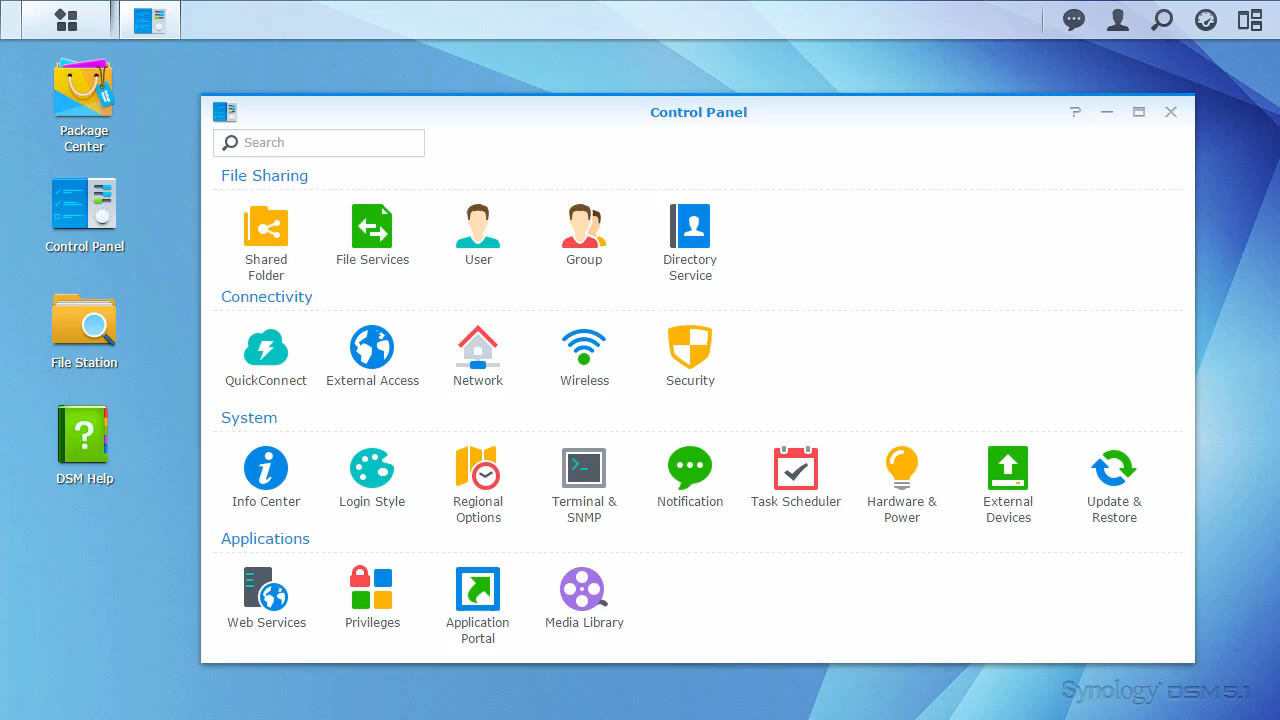 Package
Center
Control Panel
File Station
DSM Help
Control Panel
Search
File Sharing
Shared
Folder
File Services
User
Group
Directory
Service
Connectivity
QuickConnect
External Access
Network
Wireless
Security
System
Info Center
Login Style
Regional
Options
Terminal &
SNMP
Notification
Task Scheduler
Hardware &
Power
External
Devices
Update &
Restore
Applications
Web Services
Privileges
Application
Portal
Media Library
Synology DSM 5.1